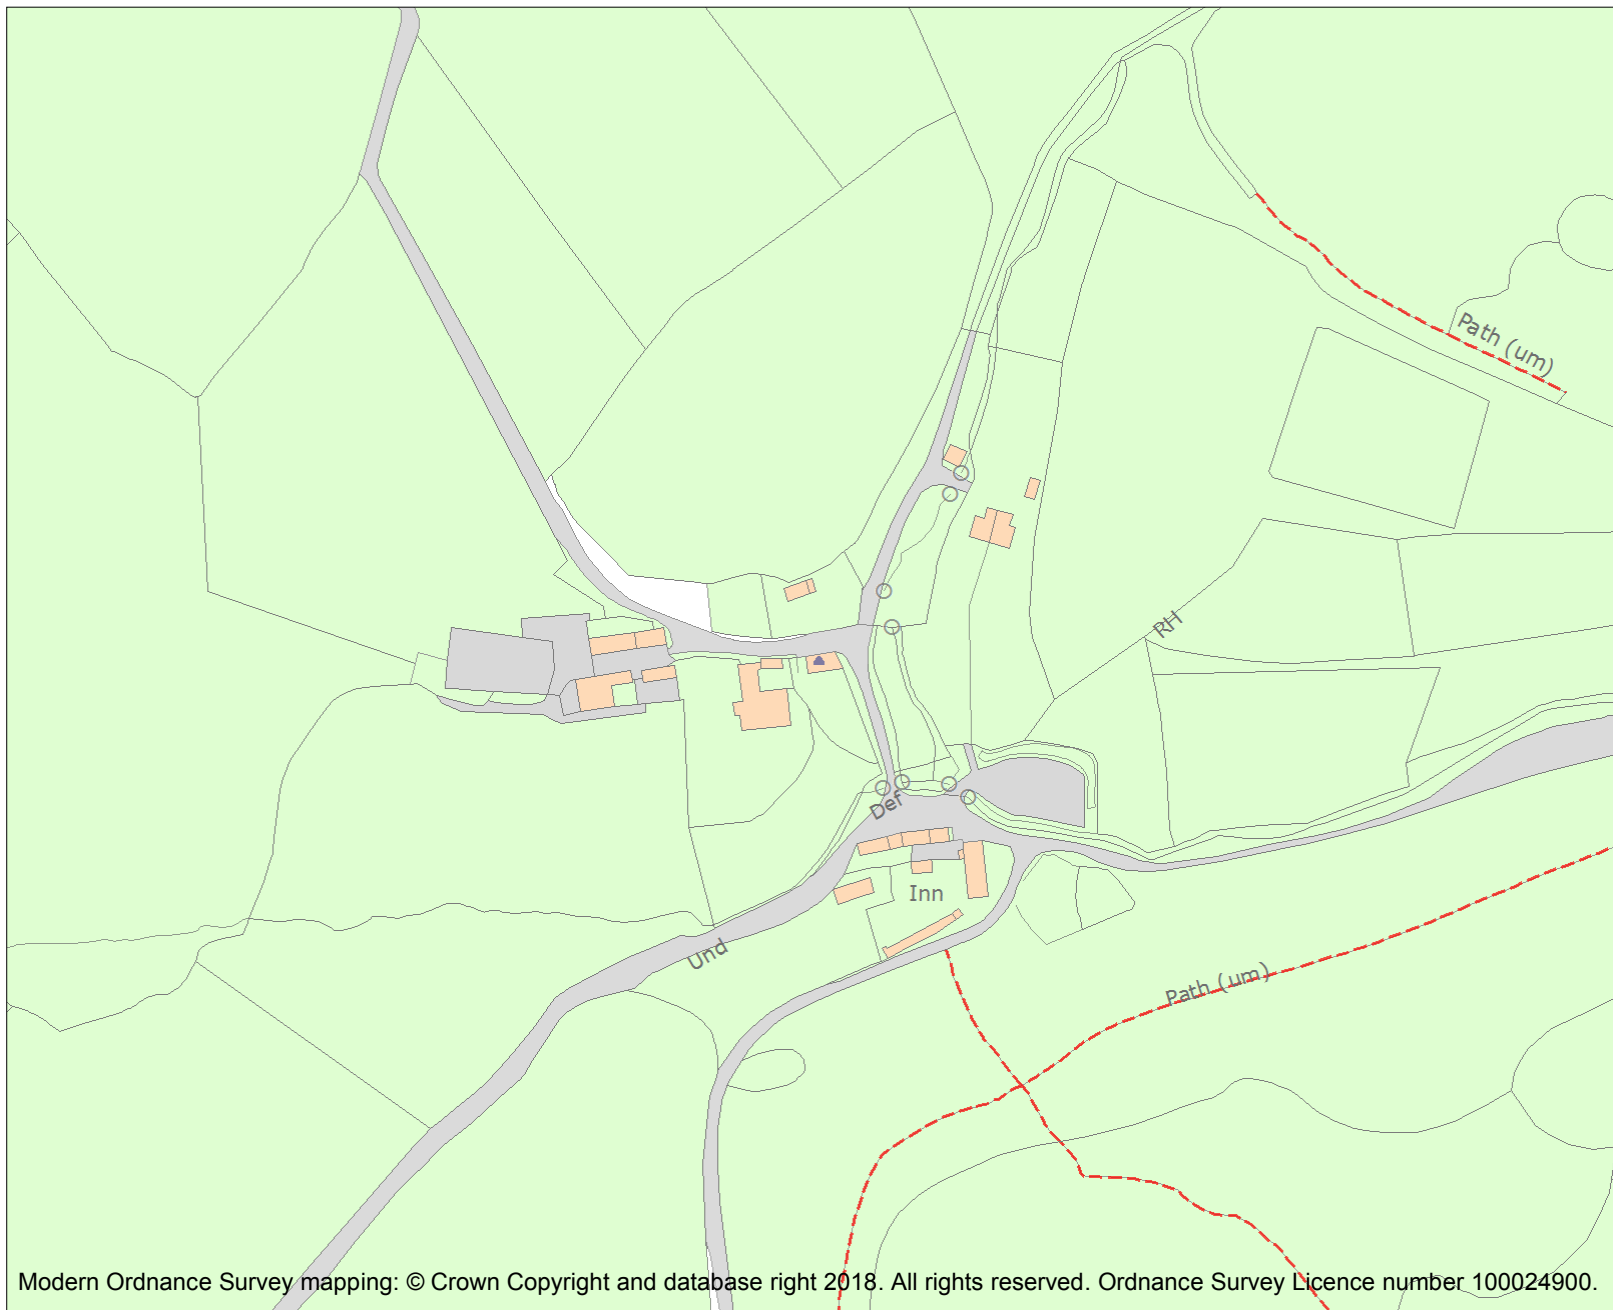 Path (um)
RH
Def
Inn
Und
Path (um)
Modern Ordnance Survey mapping: © Crown Copyright and database right 2018. All rights reserved. Ordnance Survey Licence number 100024900.